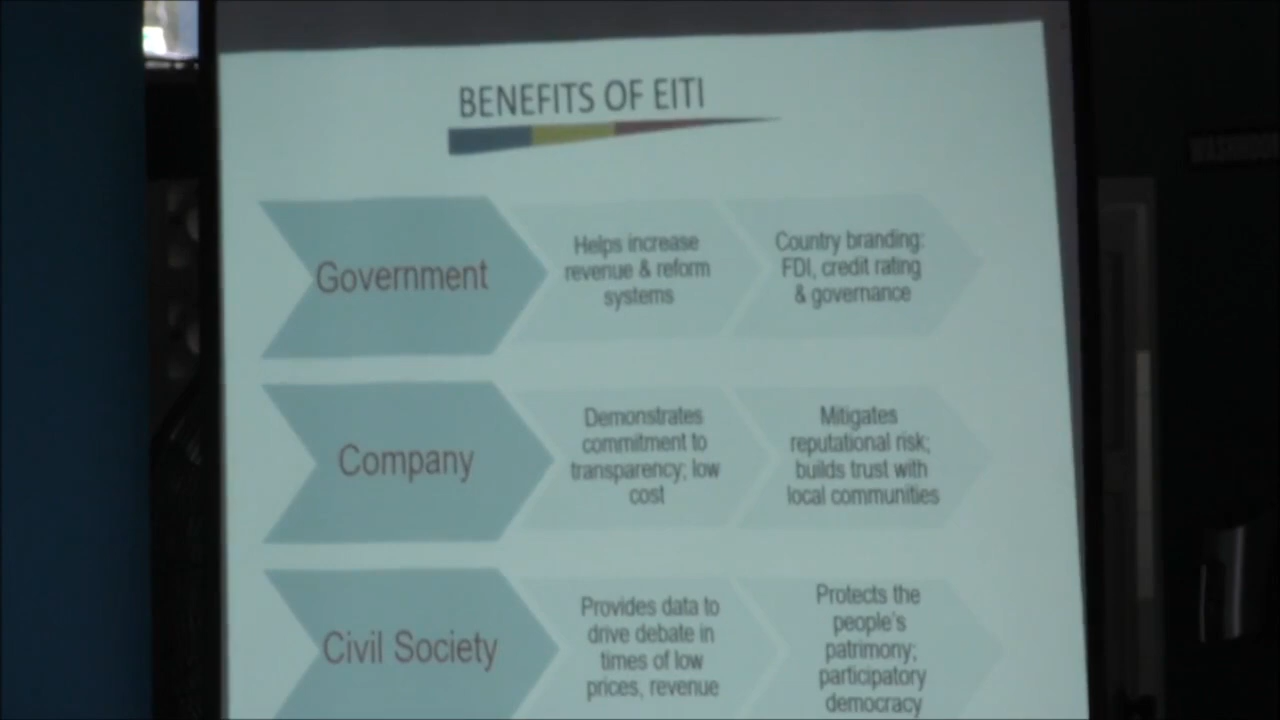 BENEFITS OF EITI
Government
Helps increase
revenue & reform
systems
Country branding:
FDI, credit rating
& governance
Company
Demonstrates
commitment to
transparency; low
cost
Mitigates
reputational risk;
builds trust with
local communities
Civil Society
Provides data to
drive debate in
times of low
prices, revenue
Protects the
people's
patrimony;
participatory
democracy